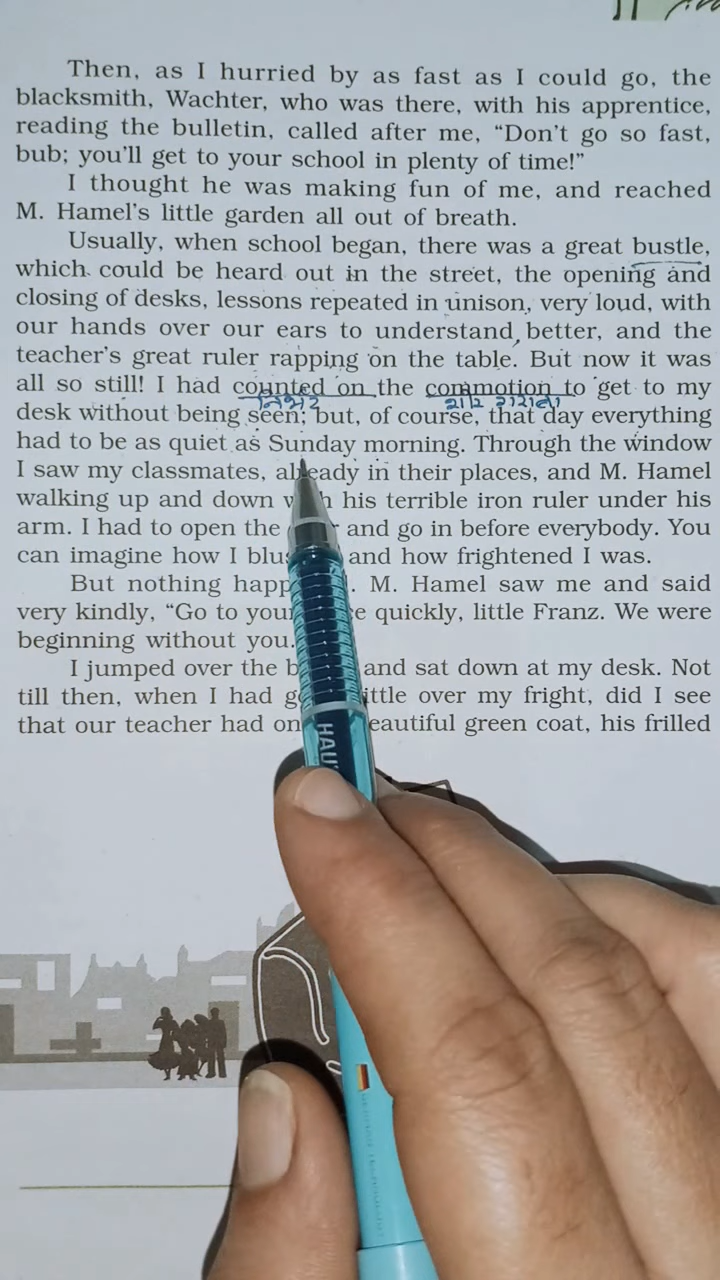 Then, as I hurried by as fast as I could go, the
blacksmith, Wachter, who was there, with his apprentice,
reading the bulletin, called after me, “Don’t go so fast,
bub; you’ll get to your school in plenty of time!”
I thought he was making fun of me, and reached
M. Hamel’s little garden all out of breath.
Usually, when school began, there was a great bustle,
which could be heard out in the street, the opening and
closing of desks, lessons repeated in unison, very loud, with
our hands over our ears to understand better, and the
teacher’s great ruler rapping on the table. But now it was
all so still! I had counted on the commotion to get to my
desk without being seen; but, of course, that day everything
had to be as quiet as Sunday morning. Through the window
I saw my classmates, already in their places, and M. Hamel
walking up and down his terrible iron ruler under his
arm. I had to open the and go in before everybody. You
can imagine how I and how frightened I was.
But nothing M. Hamel saw me and said
very kindly, “Go to quickly, little Franz. We were
beginning without you.
I jumped over the and sat down at my desk. Not
till then, when I had little over my fright, did I see
that our teacher had on beautiful green coat, his frilled
HAU